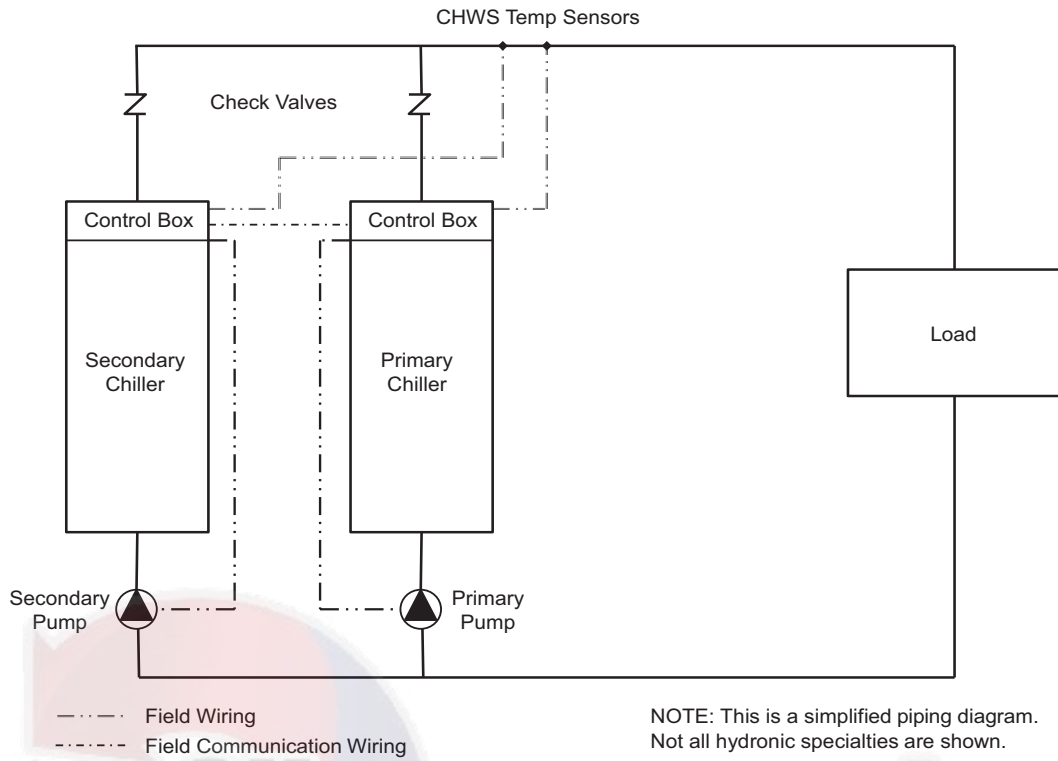 CHWS Temp Sensors
Check Valves
Control Box
Control Box
Secondary
Chiller
Primary
Chiller
Load
Secondary
Pump
Primary
Pump
Field Wiring
Field Communication Wiring
NOTE: This is a simplified piping diagram.
Not all hydronic specialties are shown.